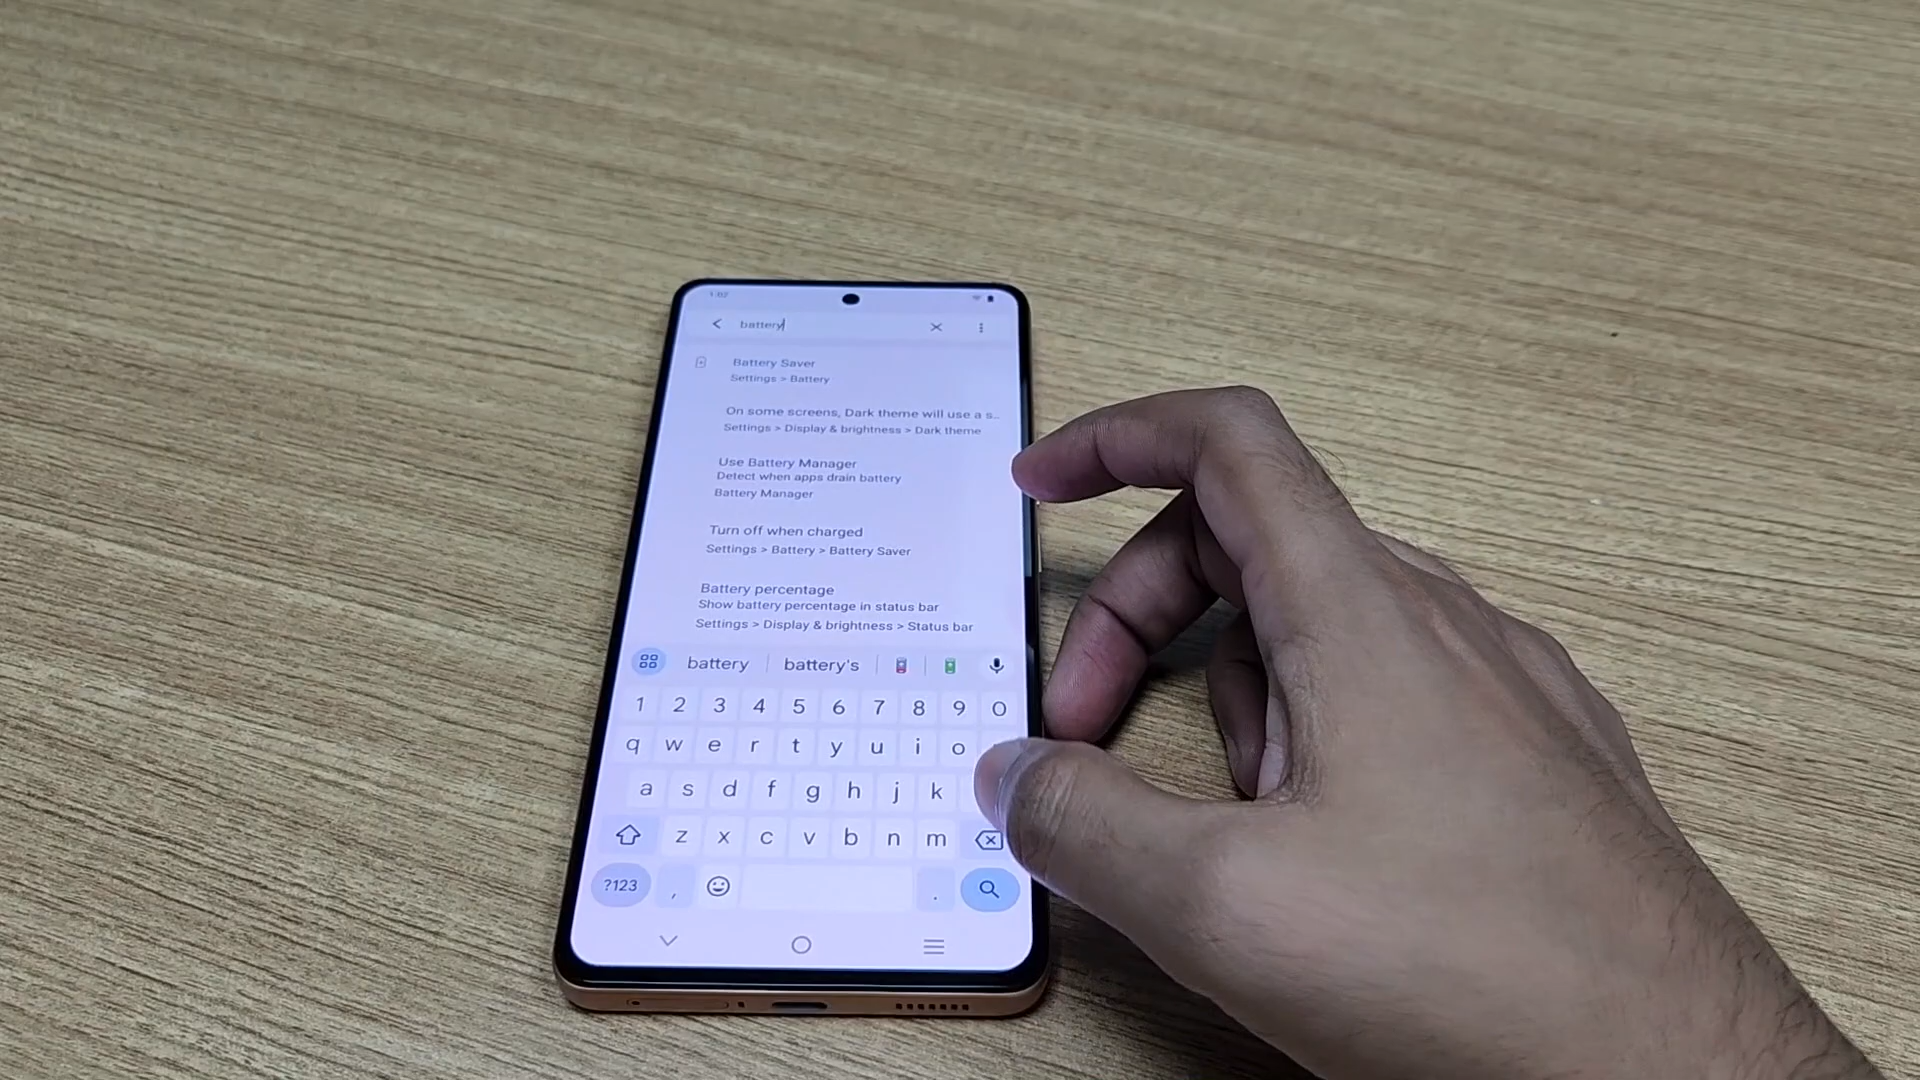 1:02
battery
Battery Saver
Settings > Battery
On some screens, Dark theme will use a s...
Settings > Display & brightness > Dark theme
Use Battery Manager
Detect when apps drain battery
Battery Manager
Turn off when charged
Settings > Battery > Battery Saver
Battery percentage
Show battery percentage in status bar
Settings > Display & brightness > Status bar
battery battery's
1 2 3 4 5 6 7 8 9 0
q w e r t y u i o
a s d f g h j k
z x c v b n m
?123 , .